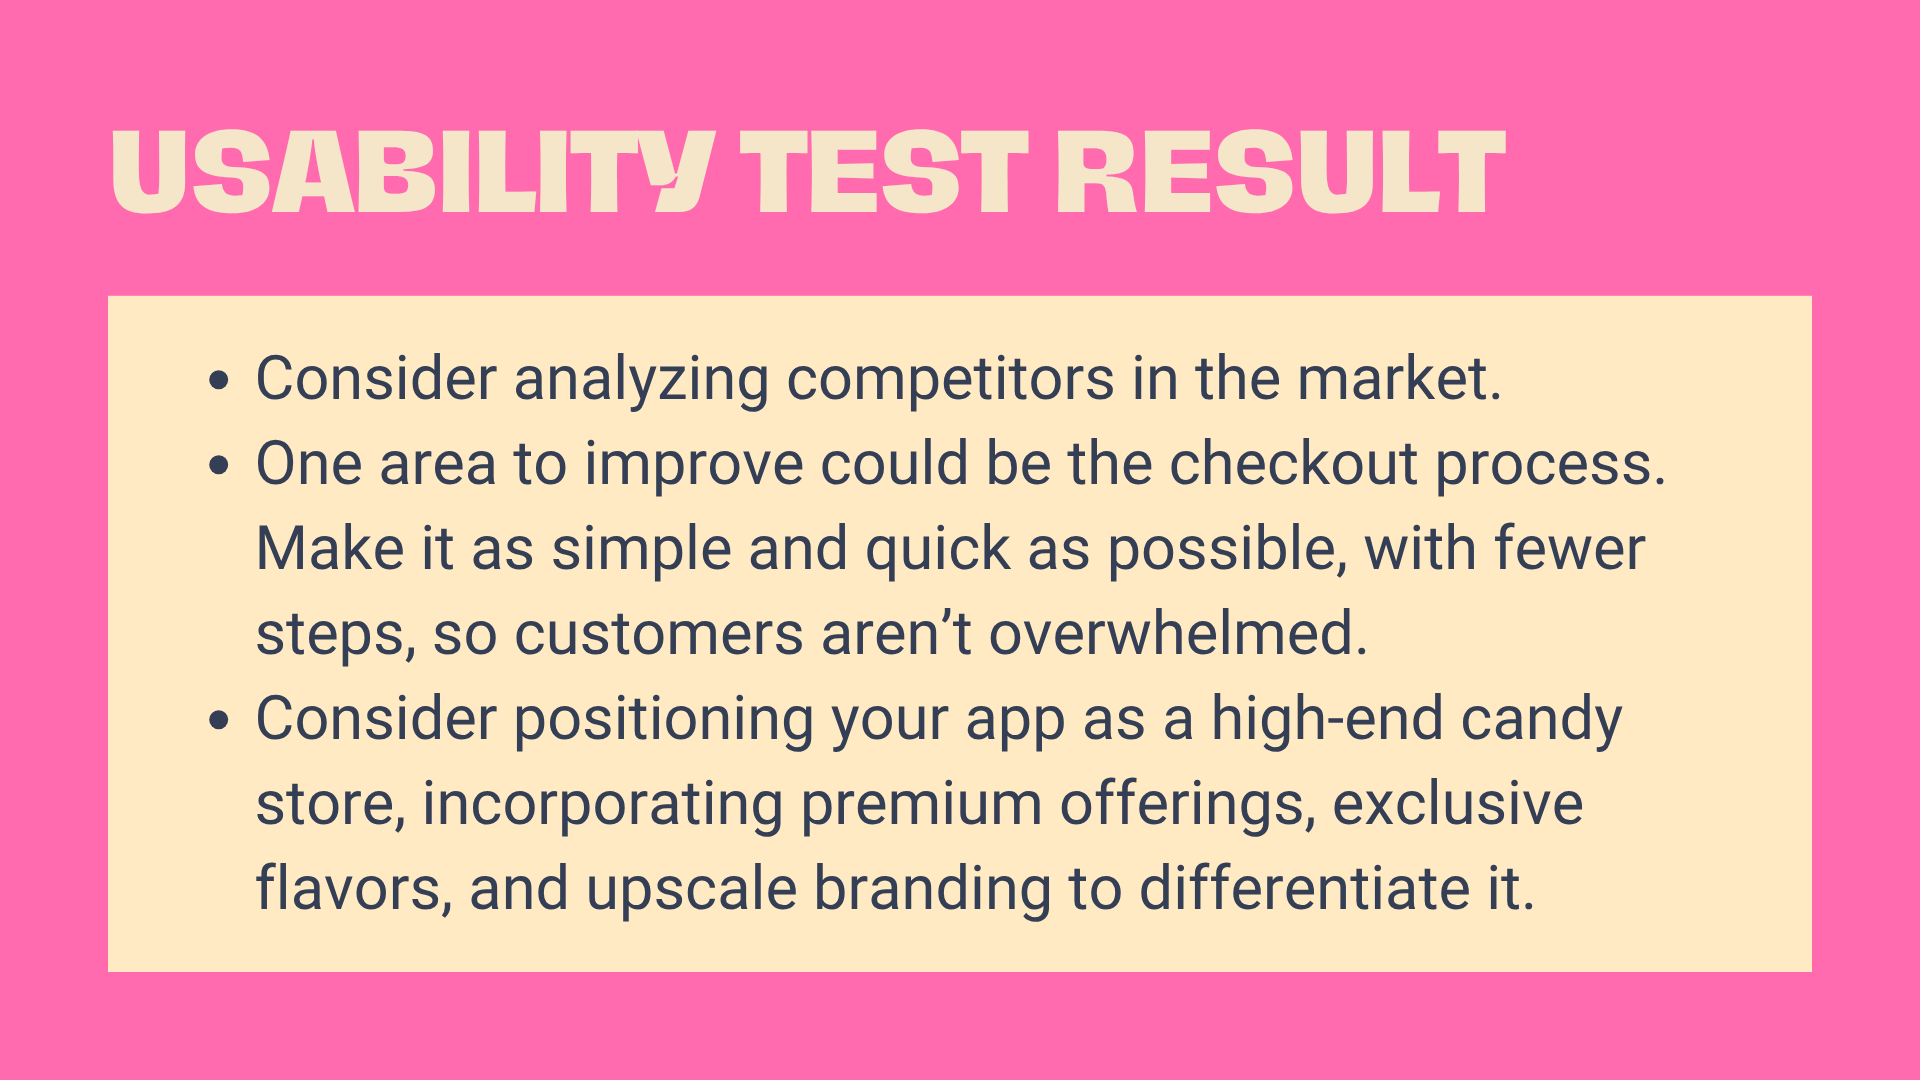 USABILITY TEST RESULT
• Consider analyzing competitors in the market.
• One area to improve could be the checkout process.
Make it as simple and quick as possible, with fewer
steps, so customers aren’t overwhelmed.
• Consider positioning your app as a high-end candy
store, incorporating premium offerings, exclusive
flavors, and upscale branding to differentiate it.